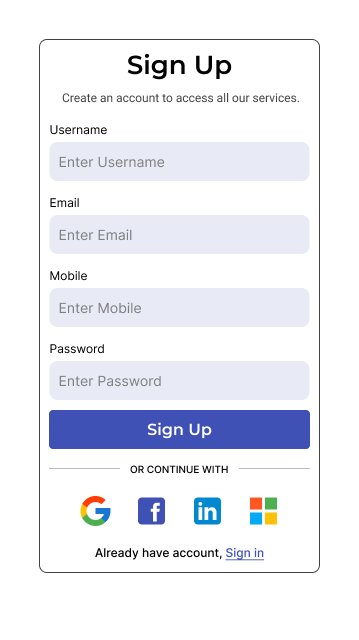 Sign Up
Create an account to access all our services.
Username
Enter Username
Email
Enter Email
Mobile
Enter Mobile
Password
Enter Password
Sign Up
OR CONTINUE WITH
Already have account, Sign in